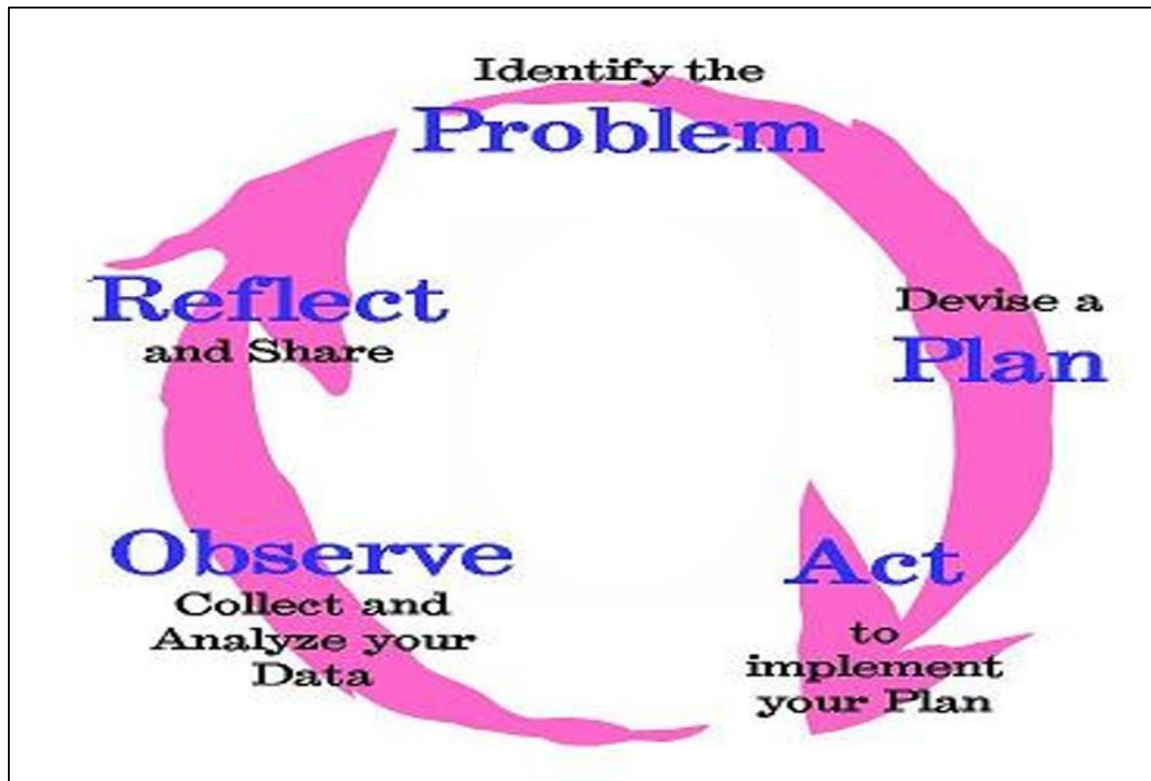 Identify the
Problem
Devise a
Plan
Act
to
implement
your Plan
Observe
Collect and
Analyze your
Data
Reflect
and Share